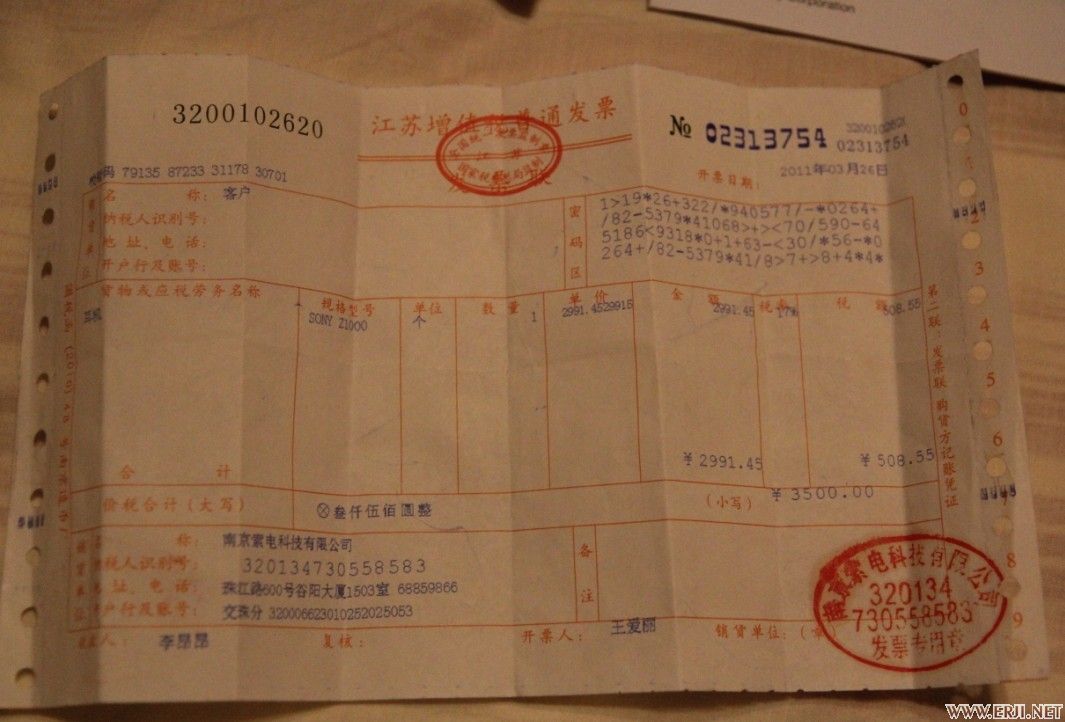 Corporation
3200102620
江苏增值税普通发票
№ 02313754
3200102620
02313754
开票日期:
2011年03月26日
79135 87233 31178 30701
名 称: 客户
纳税人识别号:
地 址、电 话:
开户行及账号:
密码区
1>19*26+322/*940577/-*0264+
/82-5379*41068>+><70/590-64
5186<9318*0+1+63-<30/*56-*0
264+/82-5379*41/8>7+>8+4*4*
货物或应税劳务名称 规格型号 单位 数 量 单 价 金 额 税率 税 额
耳机 SONY Z1000 个 1 2991.4529915 2991.45 17% 508.55
合 计 ¥2991.45 ¥508.55
价税合计(大写) ⊗叁仟伍佰圆整 (小写) ¥3500.00
名 称: 南京索电科技有限公司
纳税人识别号: 320134730558583
地 址、电 话: 珠江路600号谷阳大厦1503室 68859866
开户行及账号: 交珠分 320006623010252025053
备注
收款人: 李昂昂 复核: 开票人: 王爱丽 销货单位:(章)
南京索电科技有限公司
320134
730558583
发票专用章
第二联:发票联 购货方记账凭证
0
1
2
3
4
5
6
7
8
9
WWW.ERJI.NET